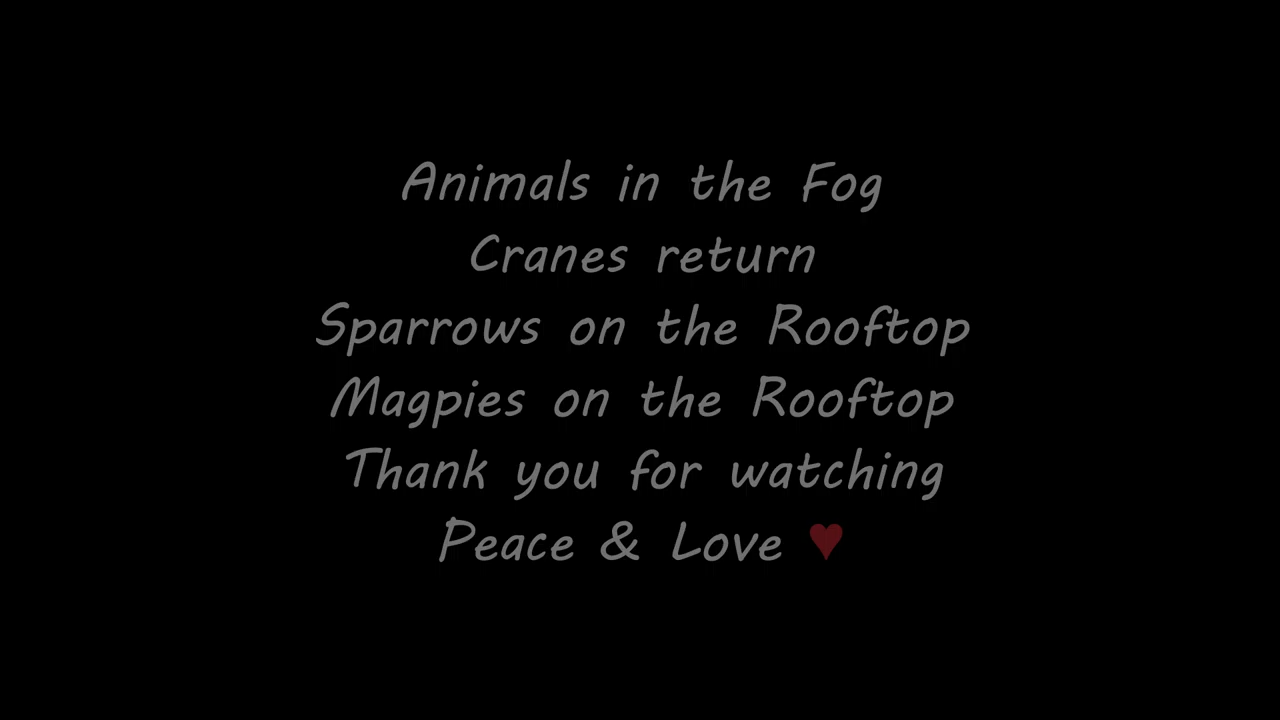 Animals in the Fog
Cranes return
Sparrows on the Rooftop
Magpies on the Rooftop
Thank you for watching
Peace & Love ♥